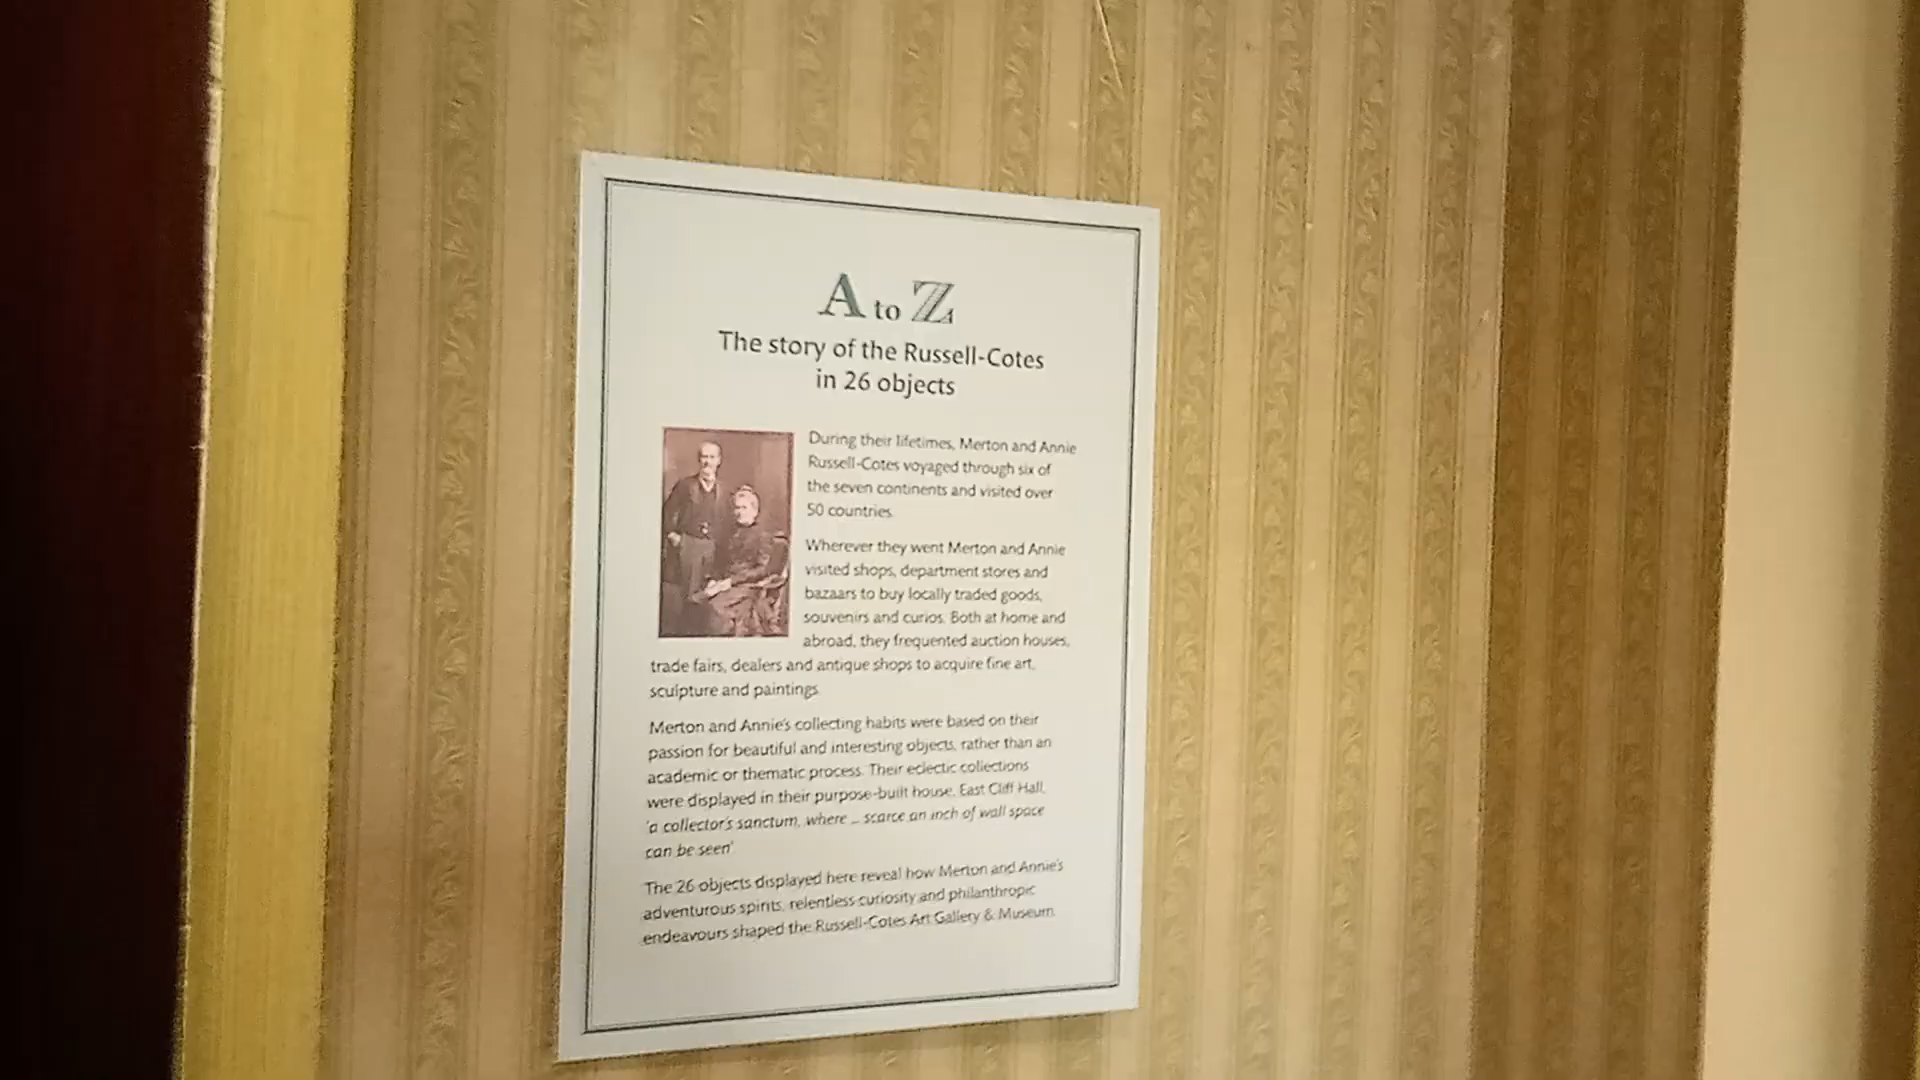 A to Z
The story of the Russell-Cotes
in 26 objects
During their lifetimes, Merton and Annie
Russell-Cotes voyaged through six of
the seven continents and visited over
50 countries.
Wherever they went Merton and Annie
visited shops, department stores and
bazaars to buy locally traded goods,
souvenirs and curios. Both at home and
abroad, they frequented auction houses,
trade fairs, dealers and antique shops to acquire fine art,
sculpture and paintings.
Merton and Annie's collecting habits were based on their
passion for beautiful and interesting objects, rather than an
academic or thematic process. Their eclectic collections
were displayed in their purpose-built house, East Cliff Hall,
'a collector's sanctum, where ... scarce an inch of wall space
can be seen'
The 26 objects displayed here reveal how Merton and Annie's
adventurous spirits, relentless curiosity and philanthropic
endeavours shaped the Russell-Cotes Art Gallery & Museum.